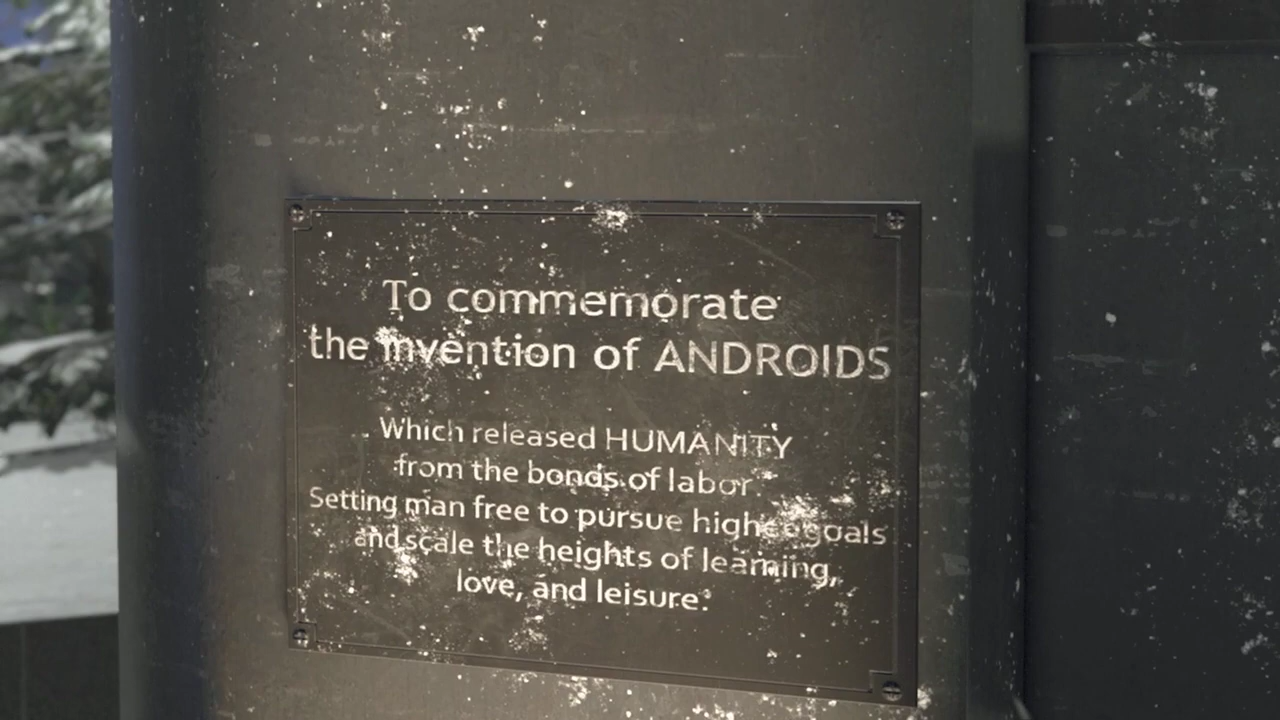 To commemorate
the invention of ANDROIDS
Which released HUMANITY
from the bonds of labor
Setting man free to pursue higher goals
and scale the heights of learning,
love, and leisure.